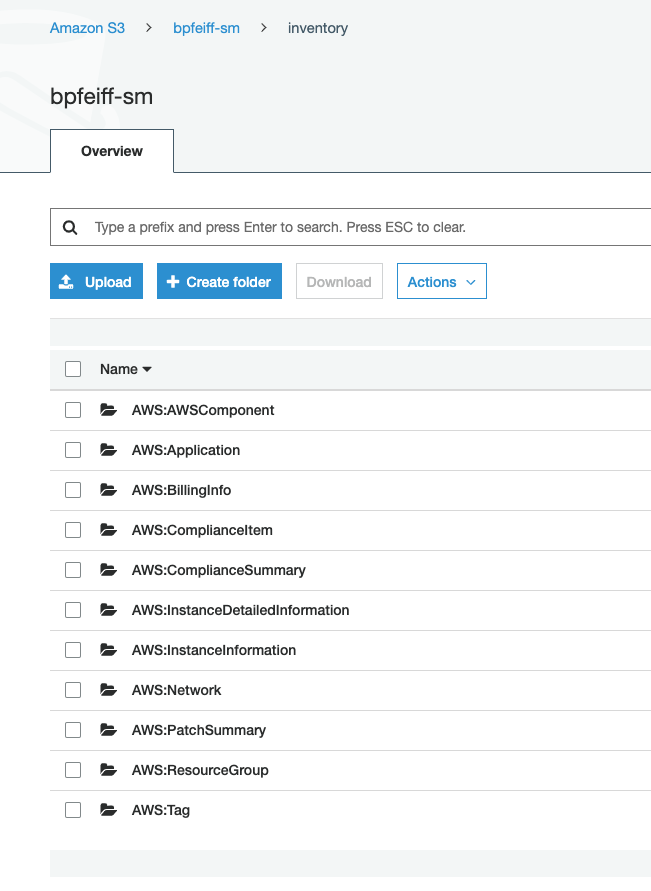 Amazon S3 > bpfeiff-sm > inventory
bpfeiff-sm
Overview
Type a prefix and press Enter to search. Press ESC to clear.
Upload + Create folder Download Actions
Name
AWS:AWSComponent
AWS:Application
AWS:BillingInfo
AWS:ComplianceItem
AWS:ComplianceSummary
AWS:InstanceDetailedInformation
AWS:InstanceInformation
AWS:Network
AWS:PatchSummary
AWS:ResourceGroup
AWS:Tag